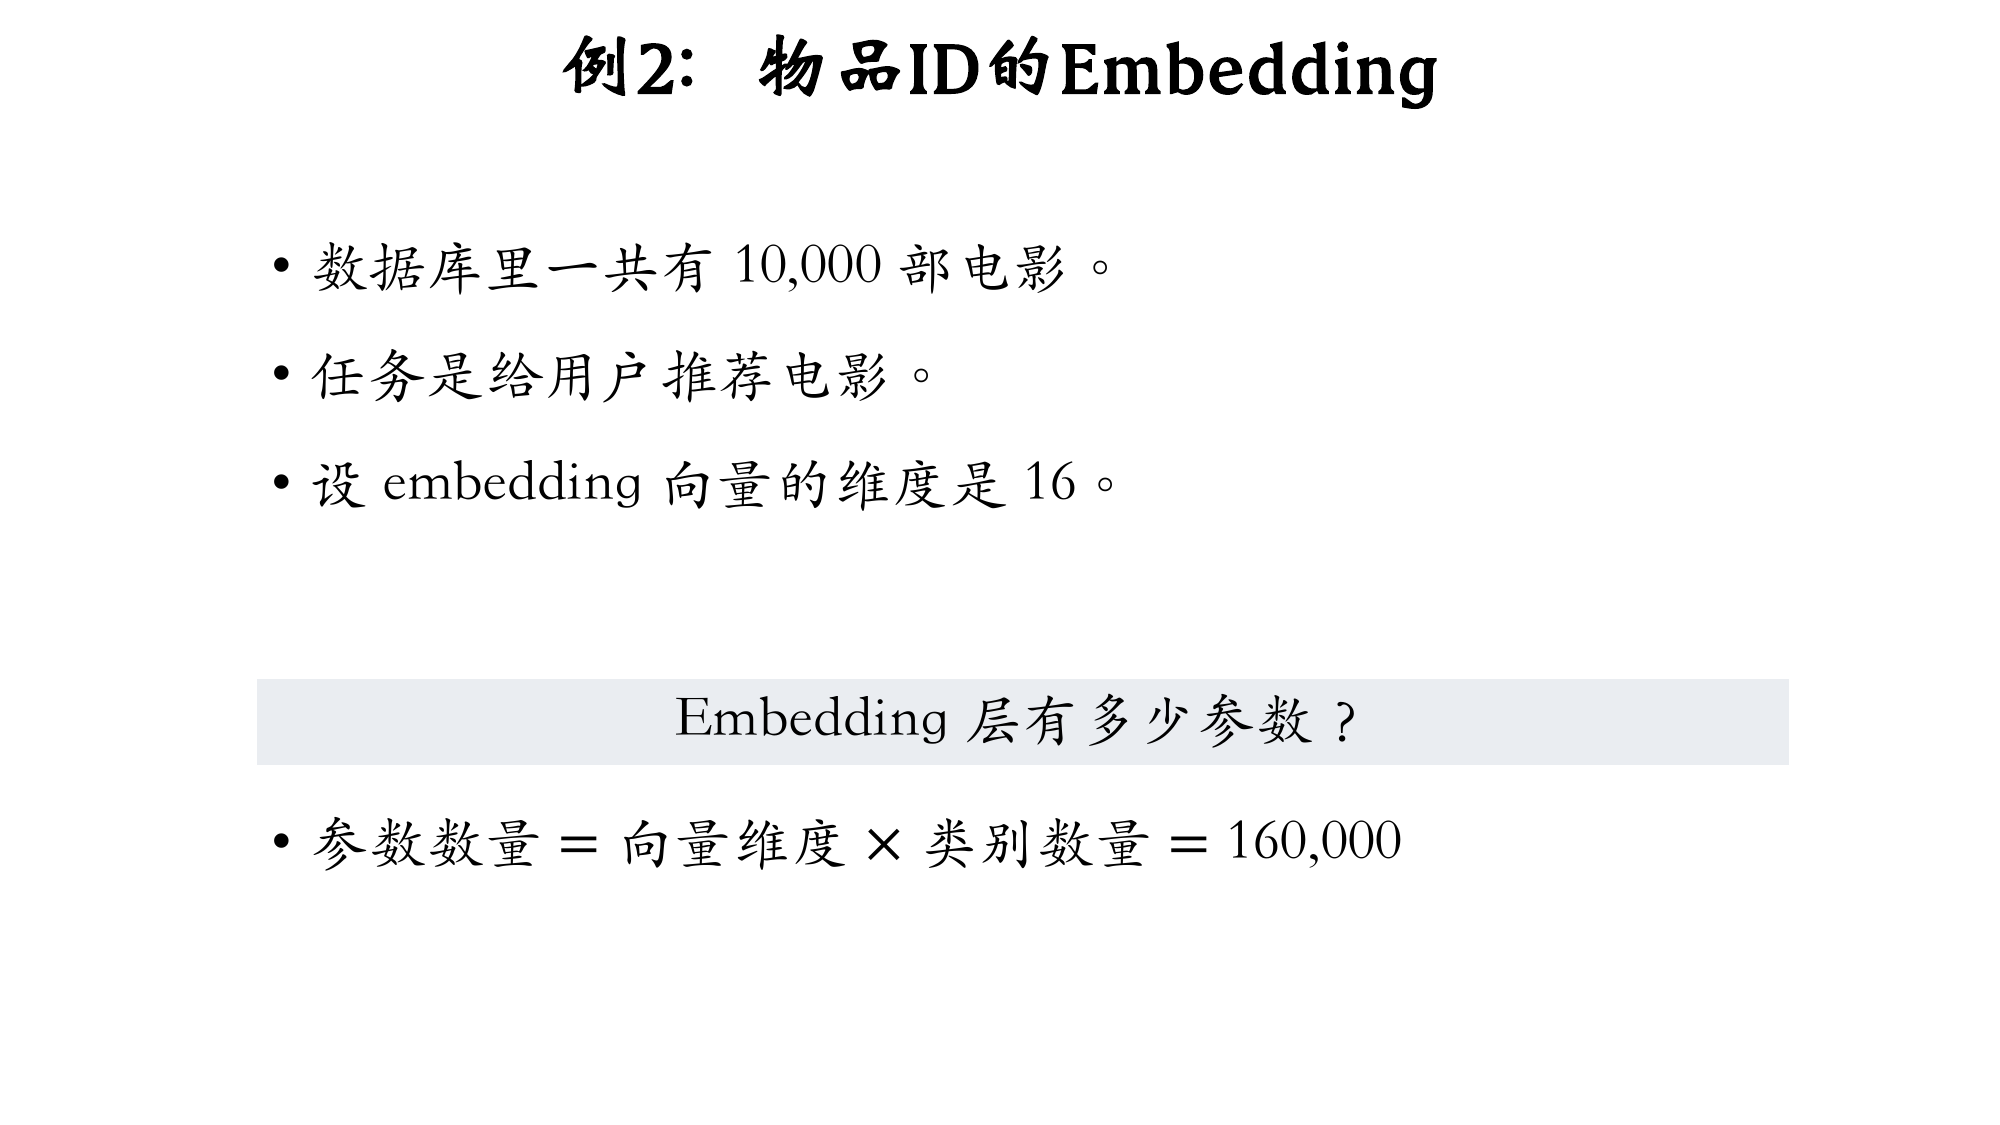 例2： 物品ID的Embedding
• 数据库里一共有 10,000 部电影。
• 任务是给用户推荐电影。
• 设 embedding 向量的维度是 16。
Embedding 层有多少参数？
• 参数数量 = 向量维度 × 类别数量 = 160,000